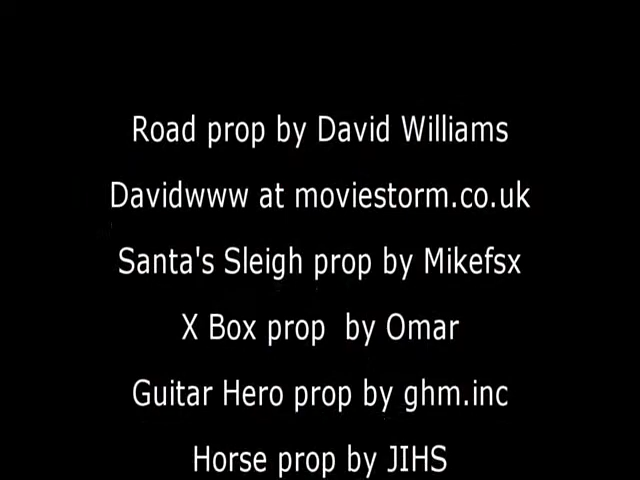 Road prop by David Williams
Davidwww at moviestorm.co.uk
Santa's Sleigh prop by Mikefsx
X Box prop  by Omar
Guitar Hero prop by ghm.inc
Horse prop by JIHS